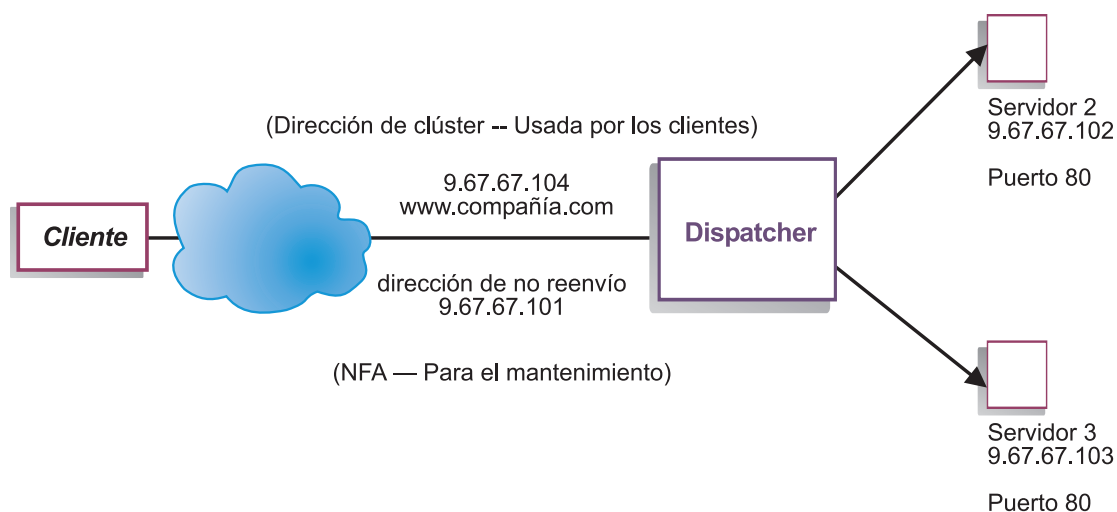 (Dirección de clúster -- Usada por los clientes)
9.67.67.104
www.compañía.com
Cliente
Dispatcher
dirección de no reenvío
9.67.67.101
(NFA — Para el mantenimiento)
Servidor 2
9.67.67.102
Puerto 80
Servidor 3
9.67.67.103
Puerto 80